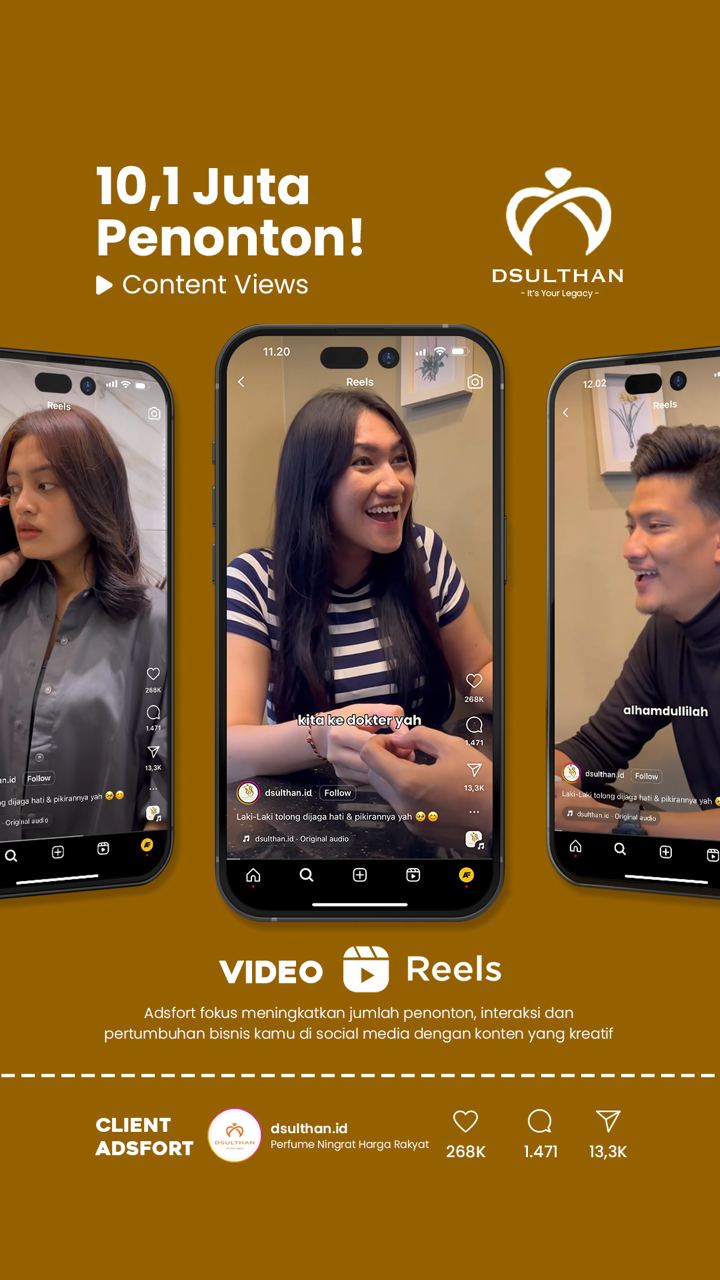 10,1 Juta
Penonton!
Content Views
DSULTHAN
- It's Your Legacy -
Reels
268K
1.471
13,3K
n.id Follow
g dijaga hati & pikirannya yah 🥺😊
· Original audio
11.20
Reels
kita ke dokter yah
268K
1.471
13,3K
dsulthan.id Follow
Laki-Laki tolong dijaga hati & pikirannya yah 🥺😊
dsulthan.id · Original audio
12.02
Reels
alhamdullilah
dsulthan.id Follow
Laki-Laki tolong dijaga hati & pikirannya yah
dsulthan.id · Original audio
VIDEO Reels
Adsfort fokus meningkatkan jumlah penonton, interaksi dan
pertumbuhan bisnis kamu di social media dengan konten yang kreatif
CLIENT
ADSFORT
DSULTHAN
dsulthan.id
Perfume Ningrat Harga Rakyat
268K 1.471 13,3K